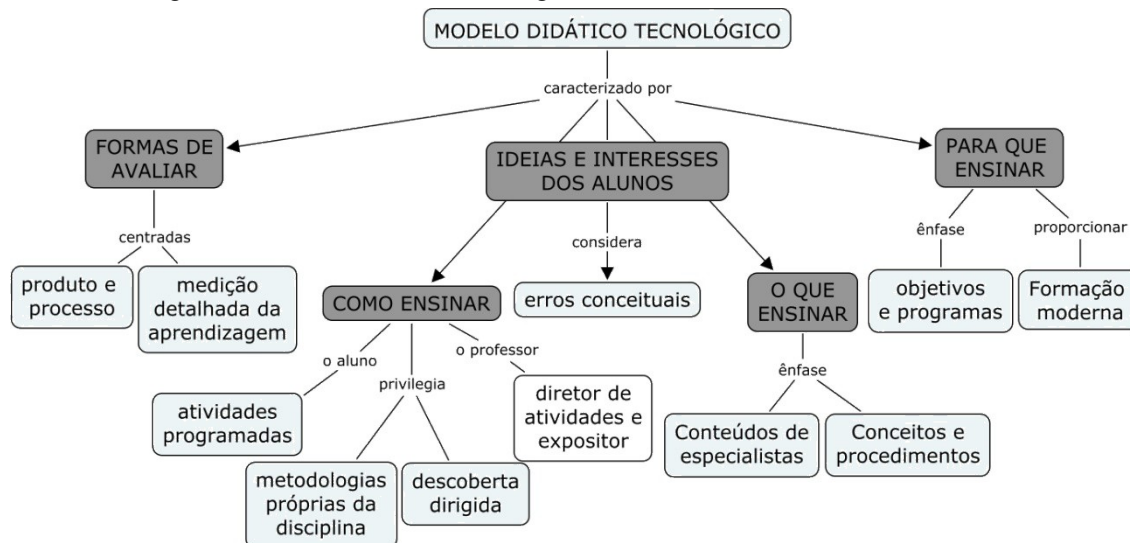 MODELO DIDÁTICO TECNOLÓGICO
caracterizado por
FORMAS DE
AVALIAR
IDEIAS E INTERESSES
DOS ALUNOS
PARA QUE
ENSINAR
centradas
considera
ênfase
proporcionar
produto e
processo
medição
detalhada da
aprendizagem
COMO ENSINAR
erros conceituais
O QUE
ENSINAR
objetivos
e programas
Formação
moderna
o aluno
privilegia
o professor
ênfase
atividades
programadas
metodologias
próprias da
disciplina
descoberta
dirigida
diretor de
atividades e
expositor
Conteúdos de
especialistas
Conceitos e
procedimentos